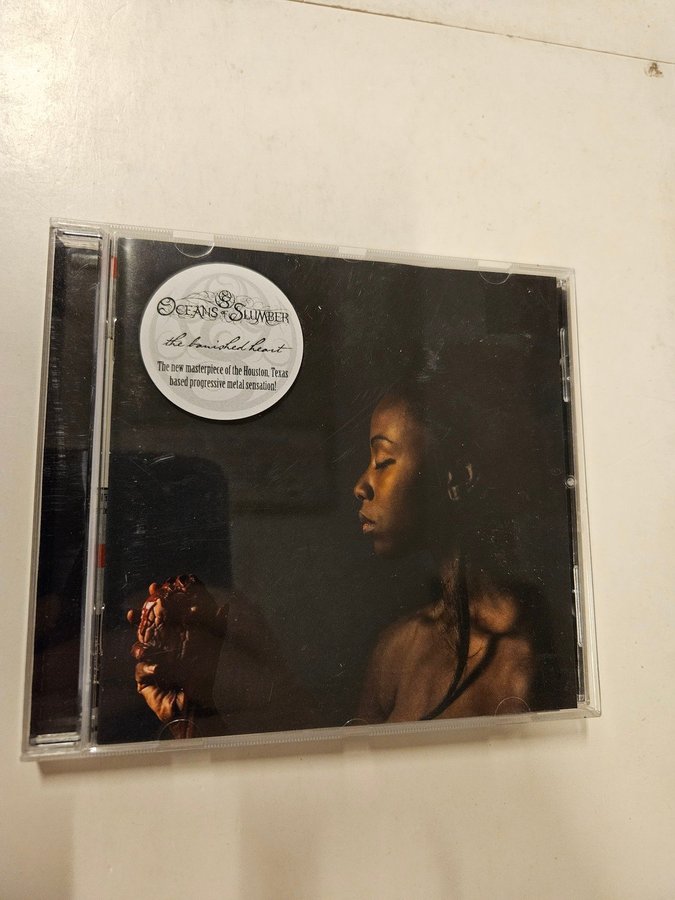 OCEANS OF SLUMBER
the banished heart
The new masterpiece of the Houston, Texas
based progressive metal sensation!